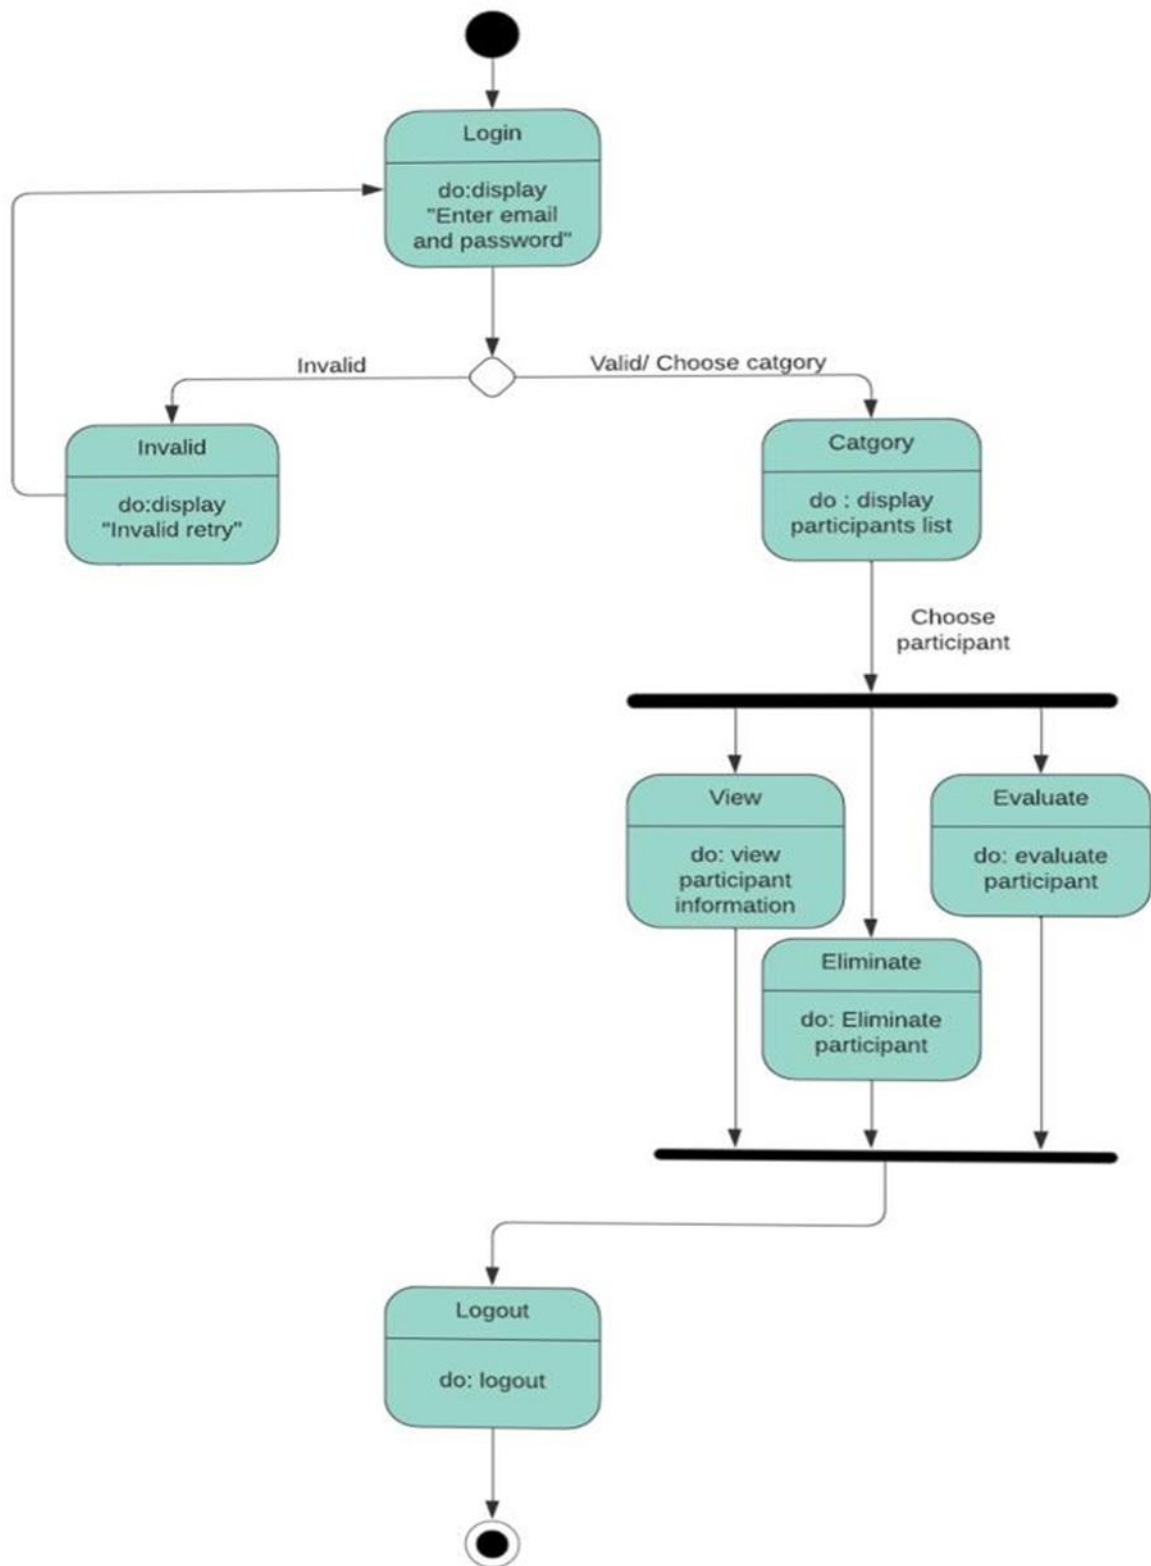 Login
do:display
"Enter email
and password"
Invalid
Valid/ Choose catgory
Invalid
do:display
"Invalid retry"
Catgory
do : display
participants list
Choose
participant
View
do: view
participant
information
Evaluate
do: evaluate
participant
Eliminate
do: Eliminate
participant
Logout
do: logout